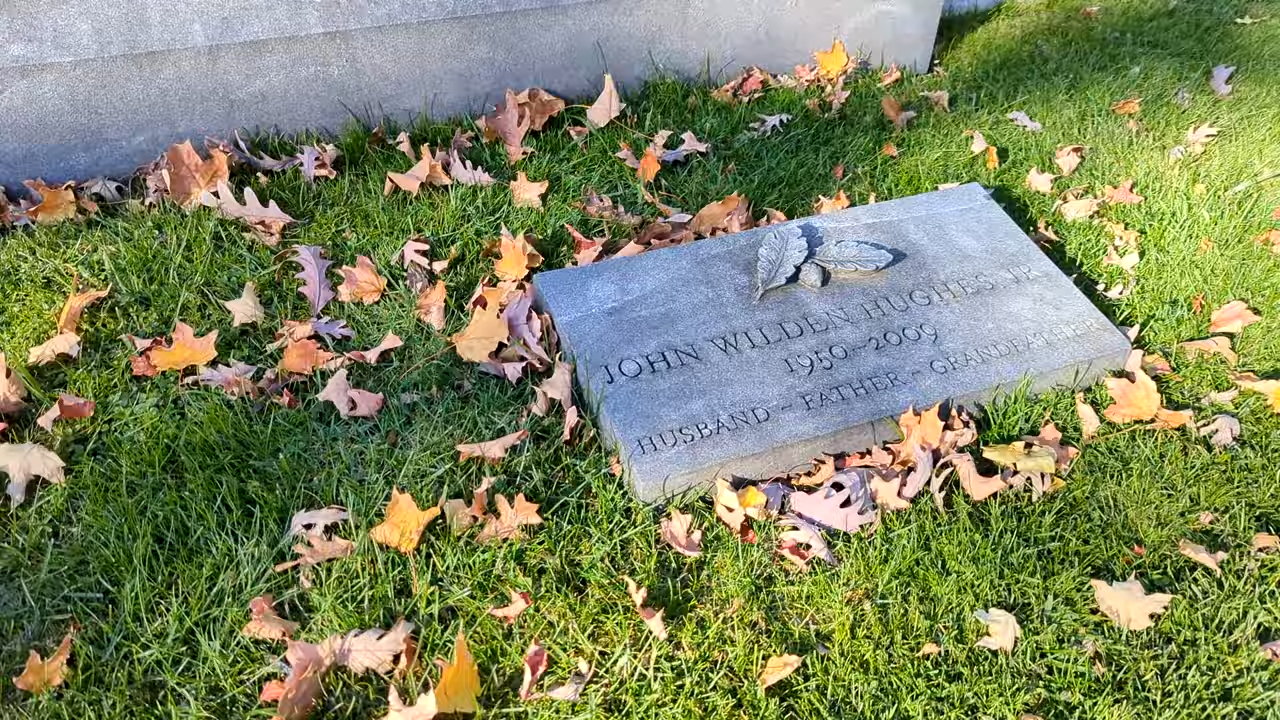 JOHN WILDEN HUGHES, JR.
1950–2009
HUSBAND – FATHER – GRANDFATHER